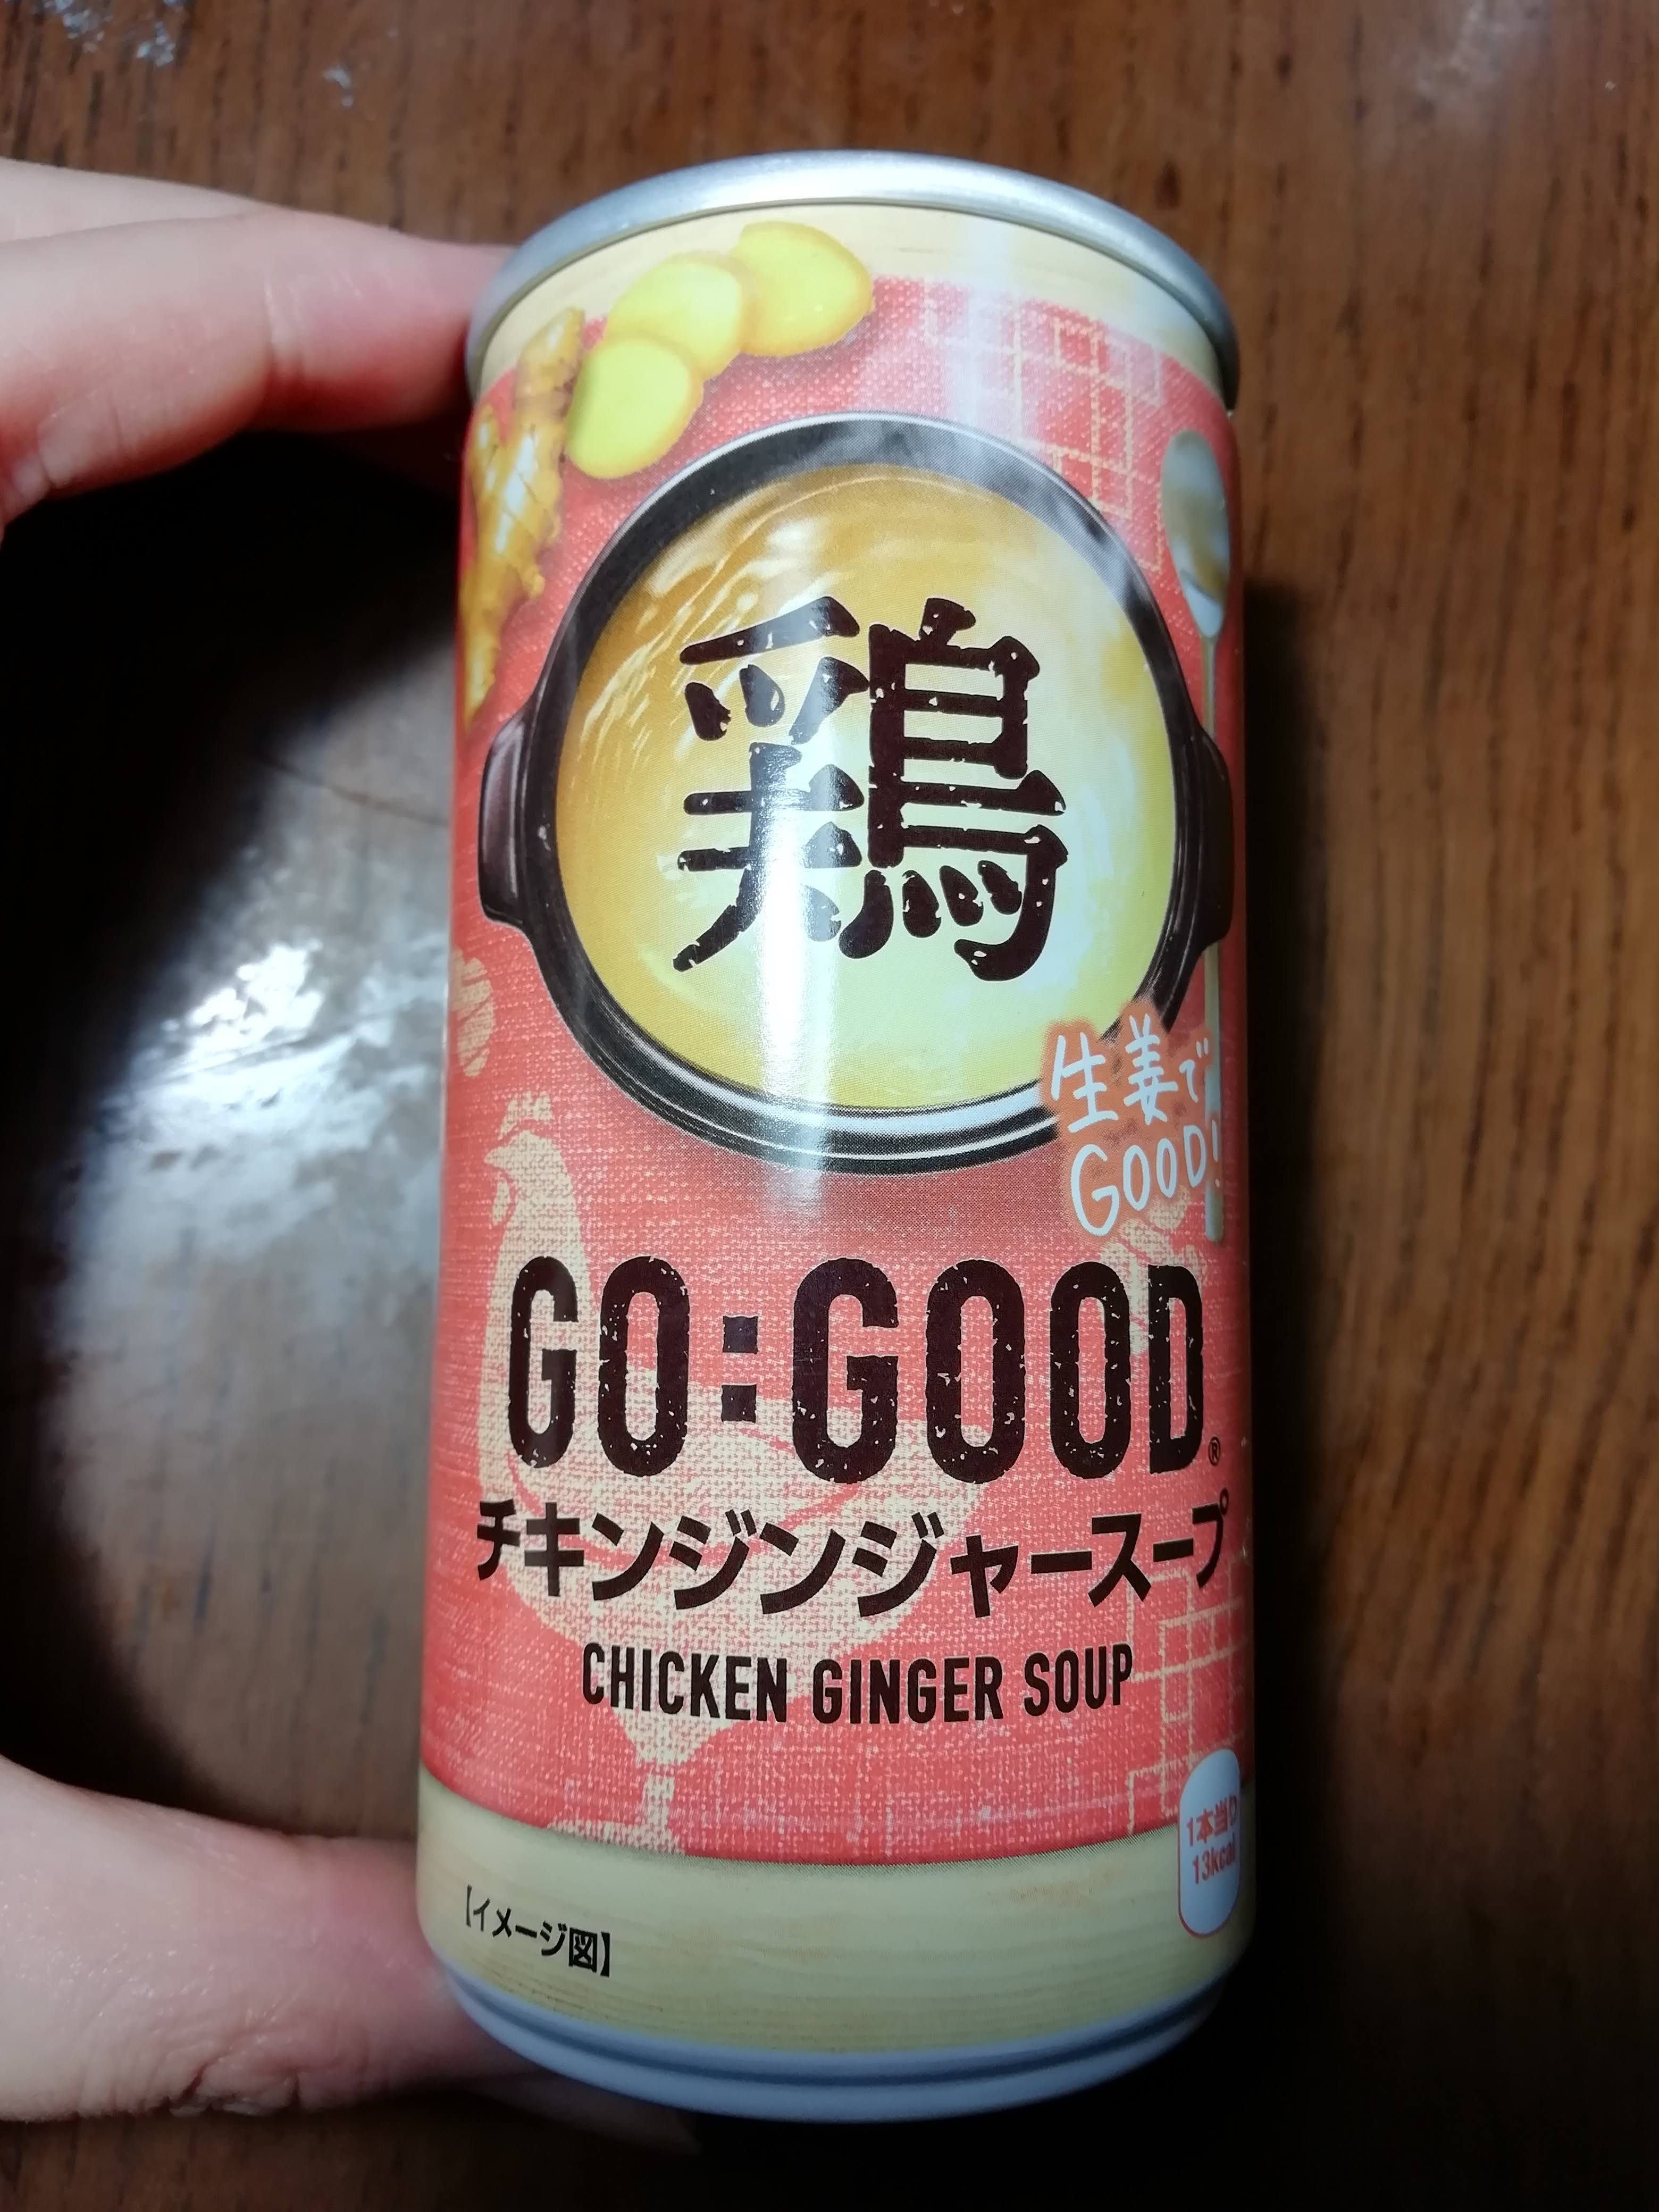 鶏
生姜で
GOOD!
GO:GOOD®
チキンジンジャースープ
CHICKEN GINGER SOUP
1本当り
13kcal
【イメージ図】